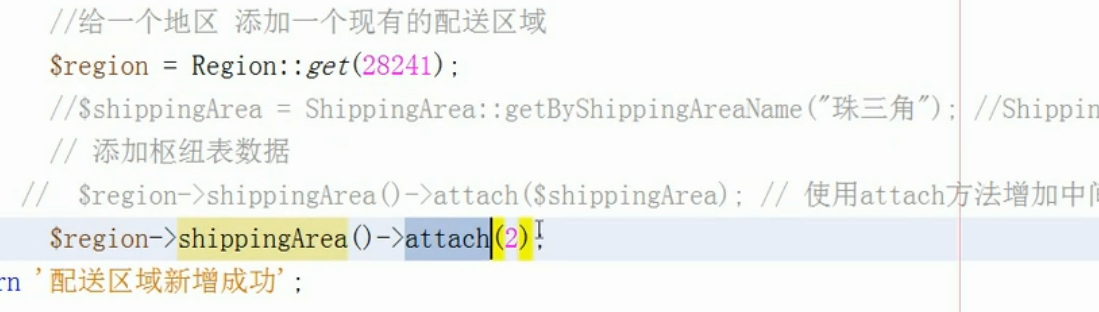 //给一个地区 添加一个现有的配送区域
$region = Region::get(28241);
//$shippingArea = ShippingArea::getByShippingAreaName("珠三角"); //Shippin
// 添加枢纽表数据
// $region->shippingArea()->attach($shippingArea); // 使用attach方法增加中间
$region->shippingArea()->attach(2);
rn '配送区域新增成功';